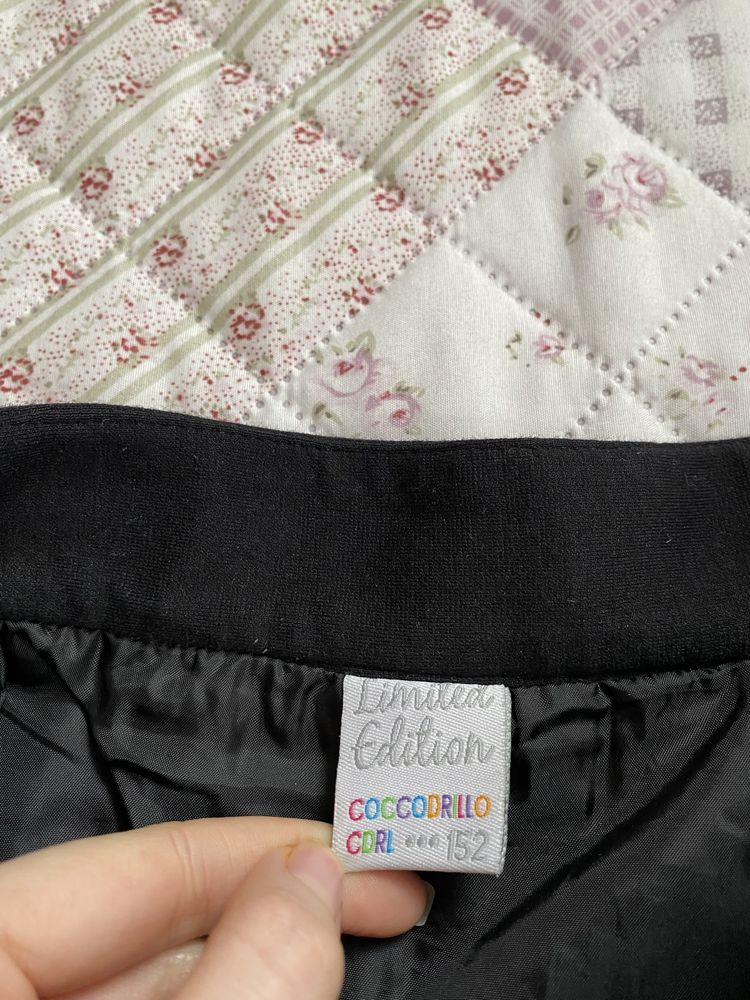 Limited
Edition
COCCODRILLO
CDRL ••• 152